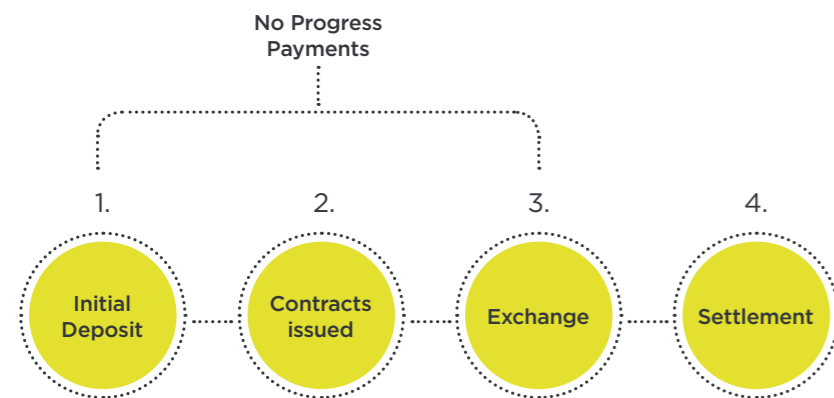 No Progress
Payments
1.
2.
3.
4.
Initial
Deposit
Contracts
issued
Exchange
Settlement